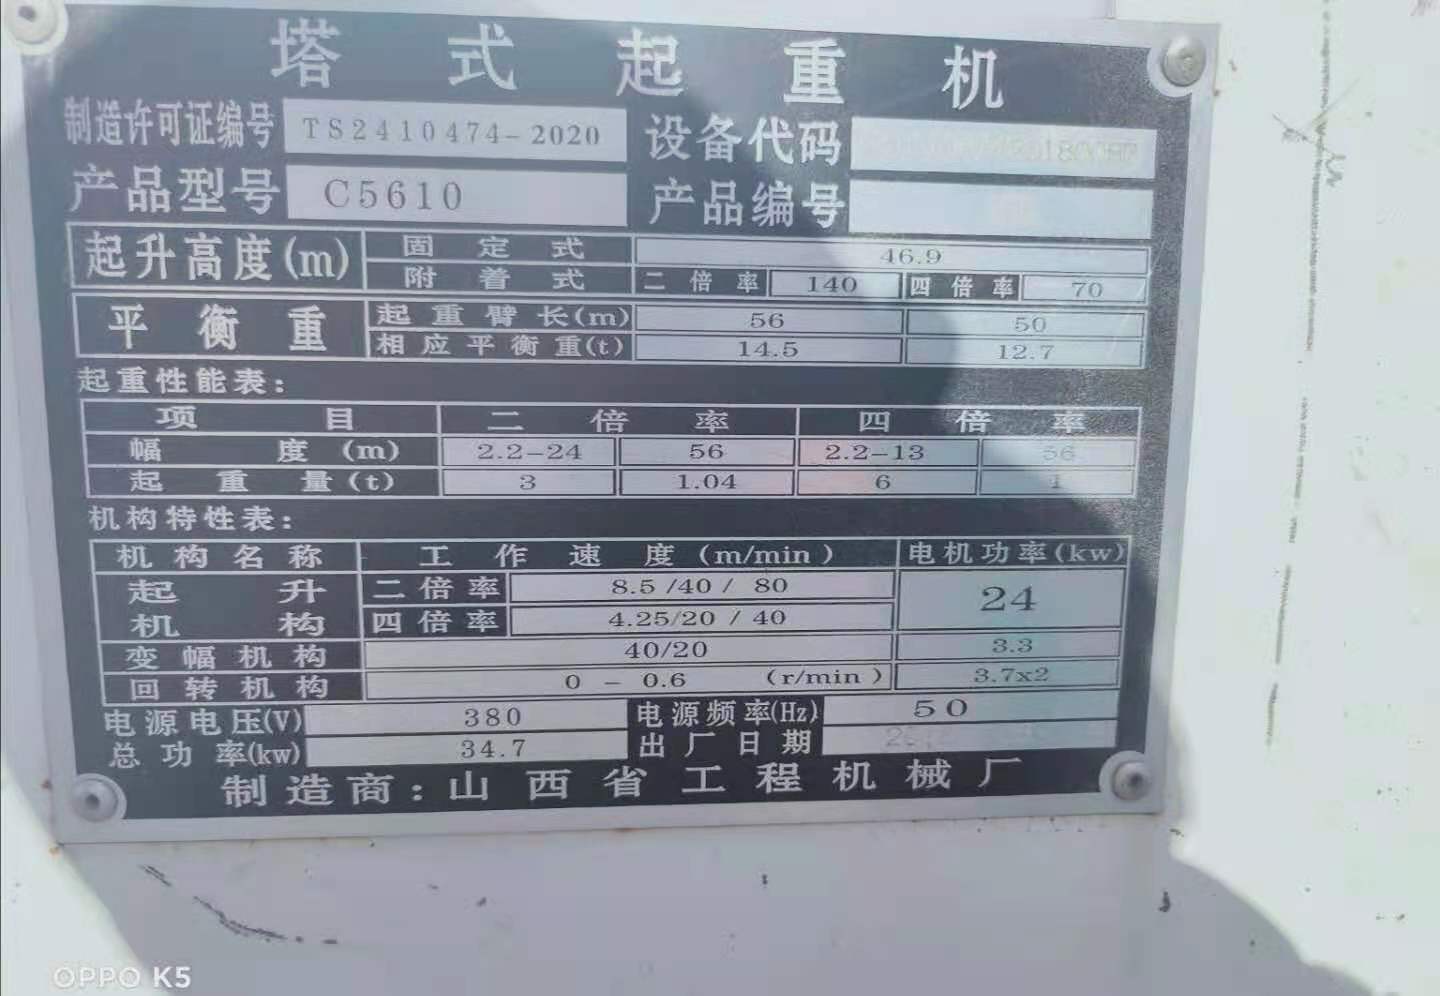 塔式起重机
制造许可证编号 TS2410474-2020 设备代码
产品型号 C5610 产品编号
起升高度(m) 固定式 46.9
附着式 二倍率 140 四倍率 70
平衡重 起重臂长(m) 56 50
相应平衡重(t) 14.5 12.7
起重性能表:
项目 二倍率 四倍率
幅度(m) 2.2-24 56 2.2-13 56
起重量(t) 3 1.04 6 1
机构特性表:
机构名称 工作速度(m/min) 电机功率(kw)
起升机构 二倍率 8.5/40/80 24
四倍率 4.25/20/40
变幅机构 40/20 3.3
回转机构 0-0.6 (r/min) 3.7x2
电源电压(V) 380 电源频率(Hz) 50
总功率(kw) 34.7 出厂日期
制造商:山西省工程机械厂
OPPO K5